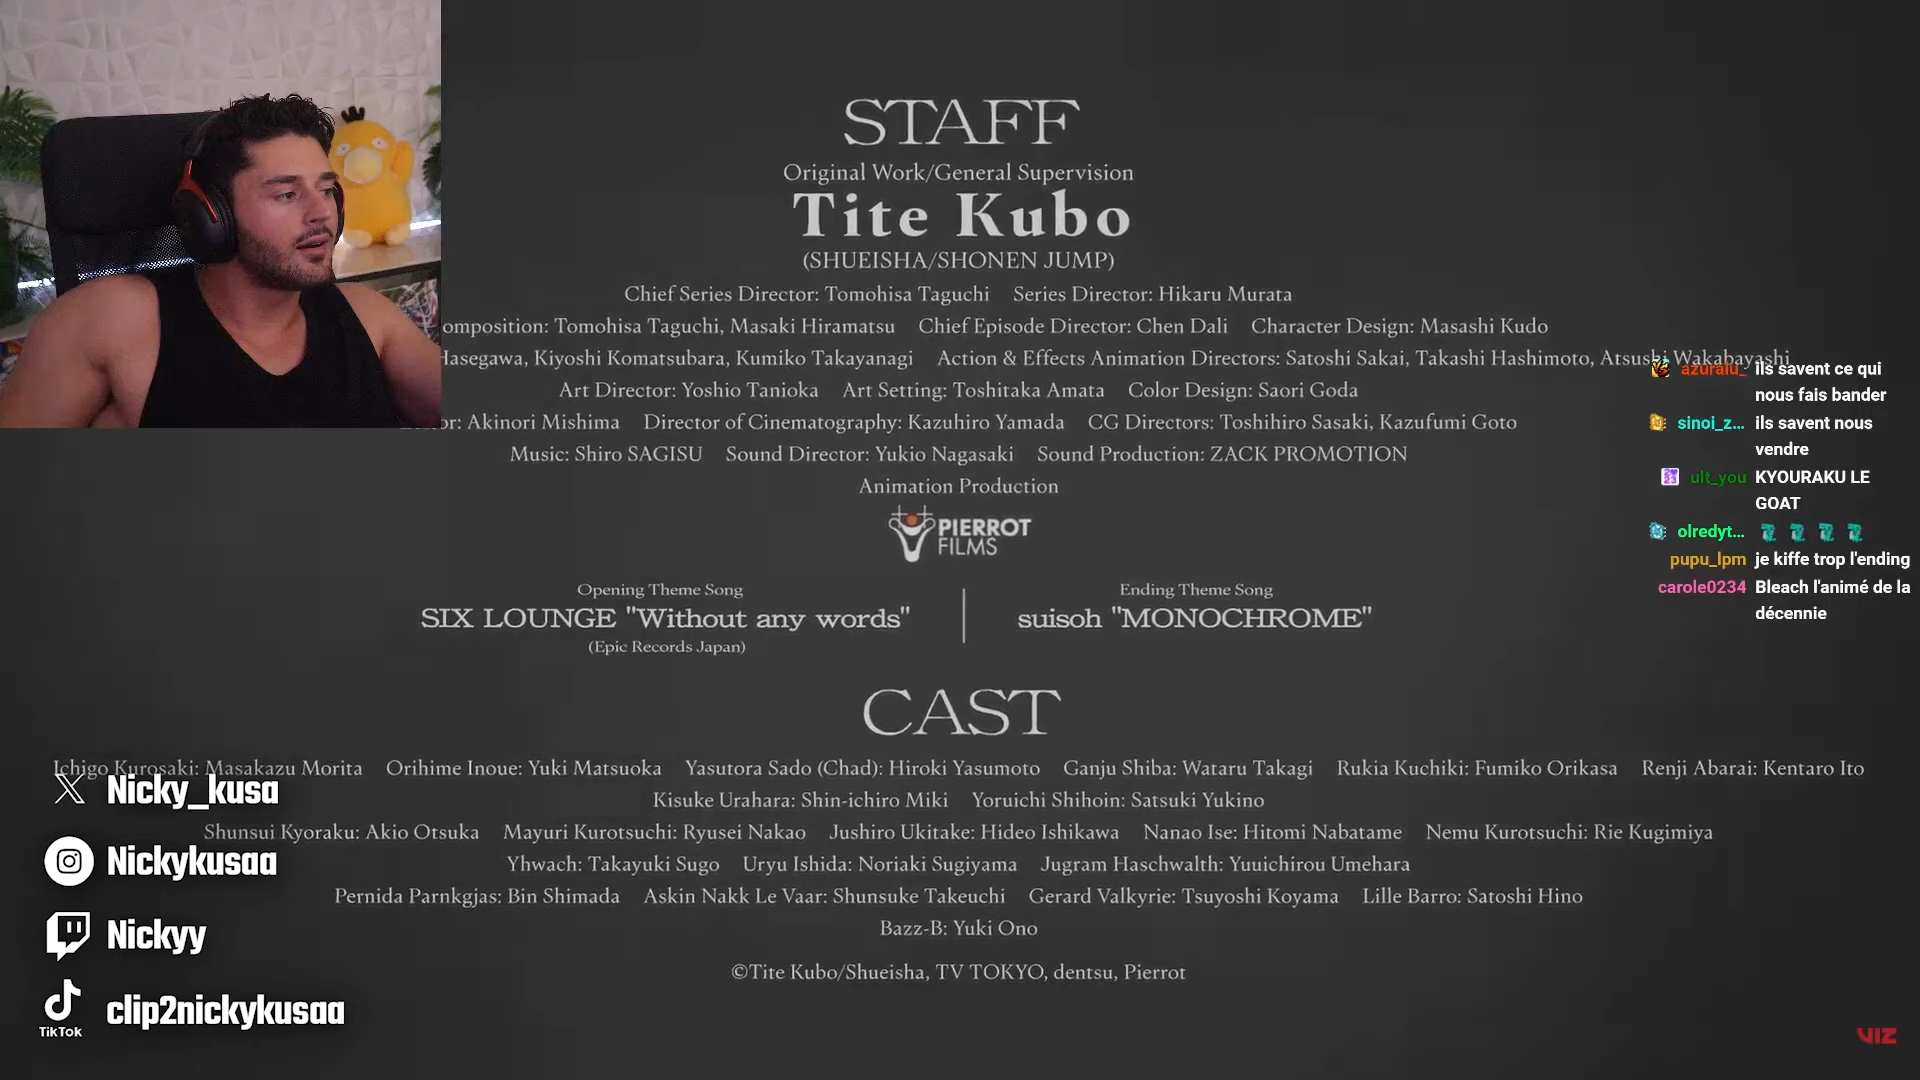 STAFF
Original Work/General Supervision
Tite Kubo
(SHUEISHA/SHONEN JUMP)
Chief Series Director: Tomohisa Taguchi Series Director: Hikaru Murata
omposition: Tomohisa Taguchi, Masaki Hiramatsu Chief Episode Director: Chen Dali Character Design: Masashi Kudo
Hasegawa, Kiyoshi Komatsubara, Kumiko Takayanagi Action & Effects Animation Directors: Satoshi Sakai, Takashi Hashimoto, Atsushi Wakabayashi
Art Director: Yoshio Tanioka Art Setting: Toshitaka Amata Color Design: Saori Goda
or: Akinori Mishima Director of Cinematography: Kazuhiro Yamada CG Directors: Toshihiro Sasaki, Kazufumi Goto
Music: Shiro SAGISU Sound Director: Yukio Nagasaki Sound Production: ZACK PROMOTION
Animation Production
PIERROT
FILMS
Opening Theme Song
SIX LOUNGE "Without any words"
(Epic Records Japan)
Ending Theme Song
suisoh "MONOCHROME"
CAST
Ichigo Kurosaki: Masakazu Morita Orihime Inoue: Yuki Matsuoka Yasutora Sado (Chad): Hiroki Yasumoto Ganju Shiba: Wataru Takagi Rukia Kuchiki: Fumiko Orikasa Renji Abarai: Kentaro Ito
Kisuke Urahara: Shin-ichiro Miki Yoruichi Shihoin: Satsuki Yukino
Shunsui Kyoraku: Akio Otsuka Mayuri Kurotsuchi: Ryusei Nakao Jushiro Ukitake: Hideo Ishikawa Nanao Ise: Hitomi Nabatame Nemu Kurotsuchi: Rie Kugimiya
Yhwach: Takayuki Sugo Uryu Ishida: Noriaki Sugiyama Jugram Haschwalth: Yuuichirou Umehara
Pernida Parnkgjas: Bin Shimada Askin Nakk Le Vaar: Shunsuke Takeuchi Gerard Valkyrie: Tsuyoshi Koyama Lille Barro: Satoshi Hino
Bazz-B: Yuki Ono
©Tite Kubo/Shueisha, TV TOKYO, dentsu, Pierrot
azuralu_ ils savent ce qui
nous fais bander
sinoi_z... ils savent nous
vendre
ult_you KYOURAKU LE
GOAT
olredyt...
pupu_lpm je kiffe trop l'ending
carole0234 Bleach l'animé de la
décennie
Nicky_kusa
Nickykusaa
Nickyy
TikTok
clip2nickykusaa
VIZ